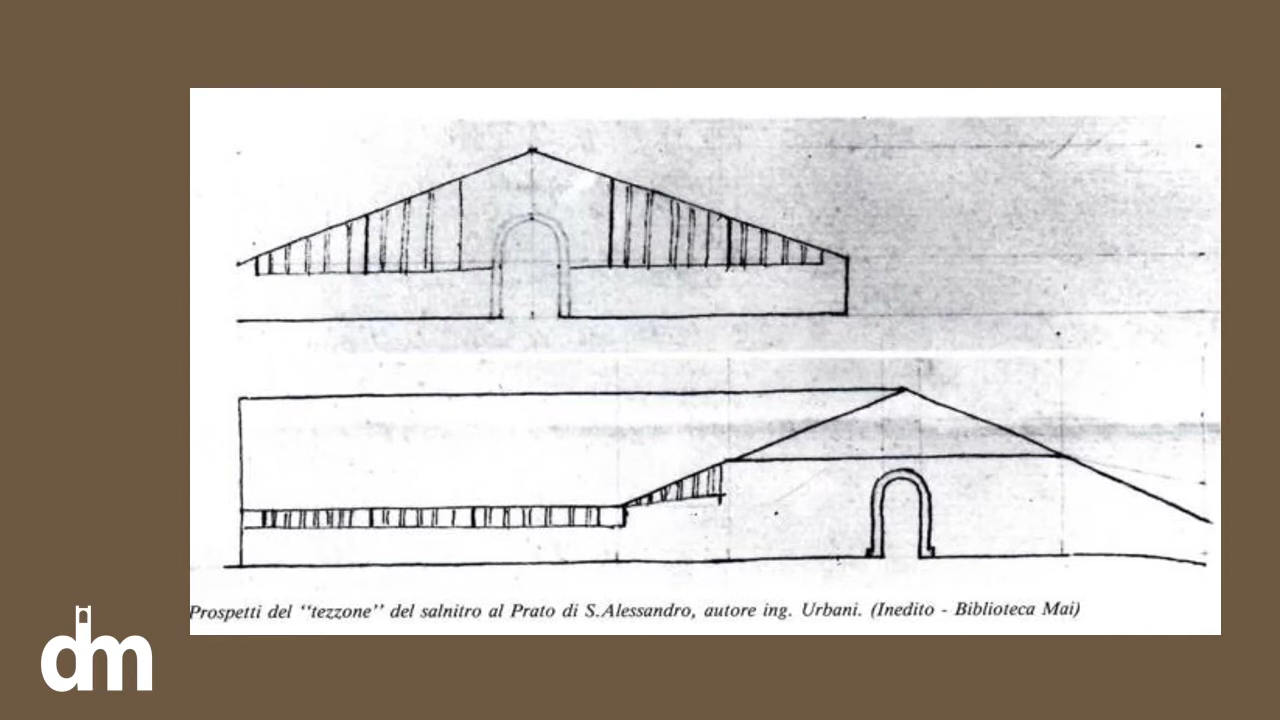 Prospetti del ‘‘tezzone’’ del salnitro al Prato di S.Alessandro, autore ing. Urbani. (Inedito - Biblioteca Mai)
dm